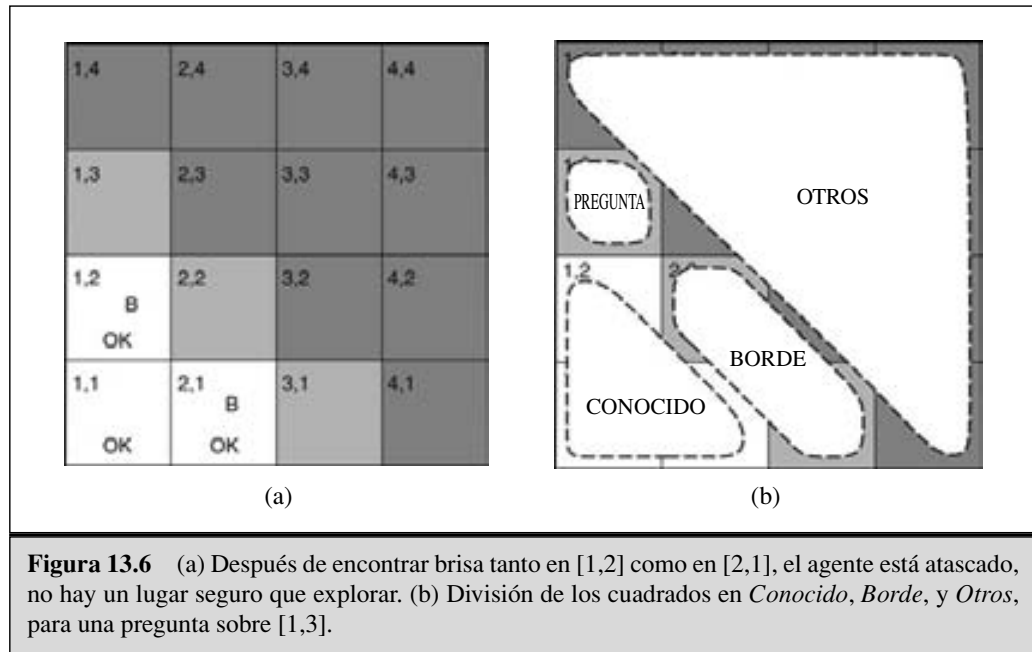 1,4 2,4 3,4 4,4
1,3 2,3 3,3 4,3
1,2 2,2 3,2 4,2
B
OK
1,1 2,1 3,1 4,1
B
OK OK
(a)
OTROS
PREGUNTA
1,2
BORDE
CONOCIDO
(b)
Figura 13.6 (a) Después de encontrar brisa tanto en [1,2] como en [2,1], el agente está atascado,
no hay un lugar seguro que explorar. (b) División de los cuadrados en Conocido, Borde, y Otros,
para una pregunta sobre [1,3].